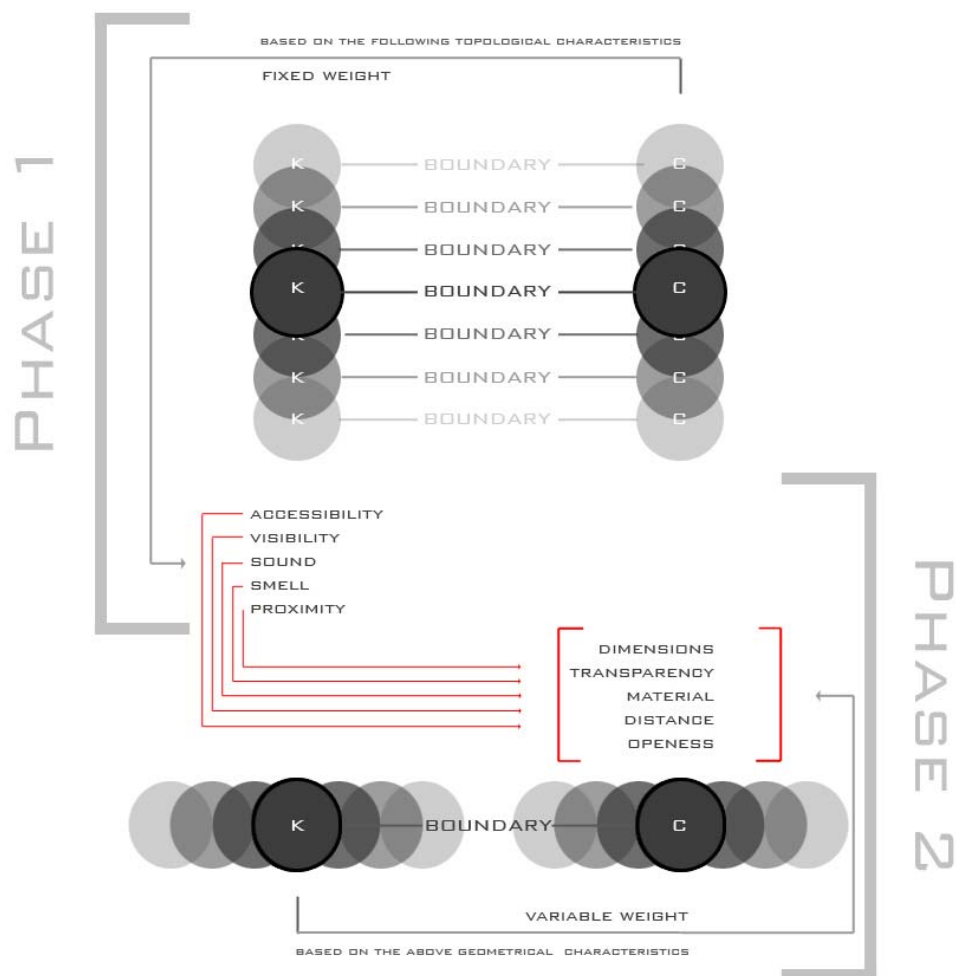 PHASE 1
BASED ON THE FOLLOWING TOPOLOGICAL CHARACTERISTICS
FIXED WEIGHT
K BOUNDARY C
K BOUNDARY C
K BOUNDARY C
K BOUNDARY C
K BOUNDARY C
K BOUNDARY C
K BOUNDARY C
ACCESSIBILITY
VISIBILITY
SOUND
SMELL
PROXIMITY
PHASE 2
DIMENSIONS
TRANSPARENCY
MATERIAL
DISTANCE
OPENESS
K BOUNDARY C
VARIABLE WEIGHT
BASED ON THE ABOVE GEOMETRICAL CHARACTERISTICS